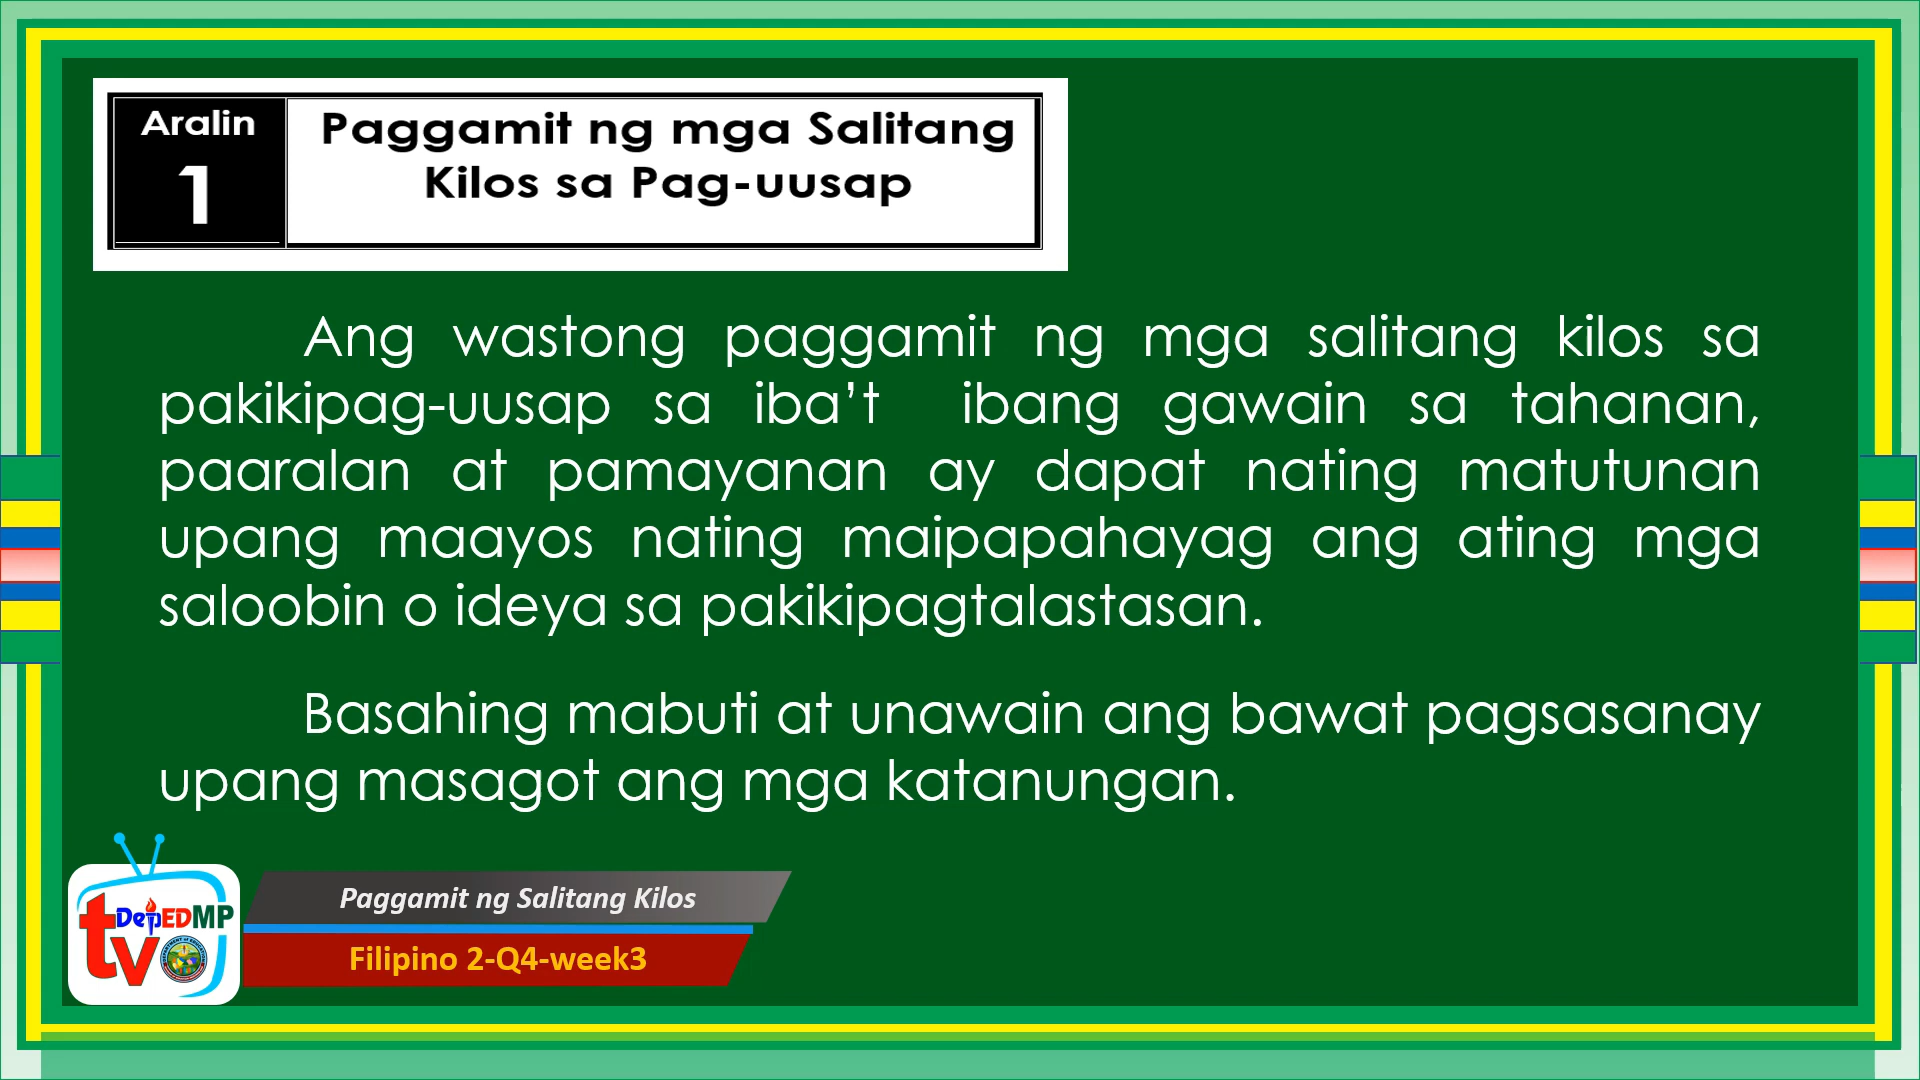 Aralin
1
Paggamit ng mga Salitang
Kilos sa Pag-uusap
Ang wastong paggamit ng mga salitang kilos sa
pakikipag-uusap sa iba’t ibang gawain sa tahanan,
paaralan at pamayanan ay dapat nating matutunan
upang maayos nating maipapahayag ang ating mga
saloobin o ideya sa pakikipagtalastasan.
Basahing mabuti at unawain ang bawat pagsasanay
upang masagot ang mga katanungan.
DepEDMP
tv
Paggamit ng Salitang Kilos
Filipino 2-Q4-week3